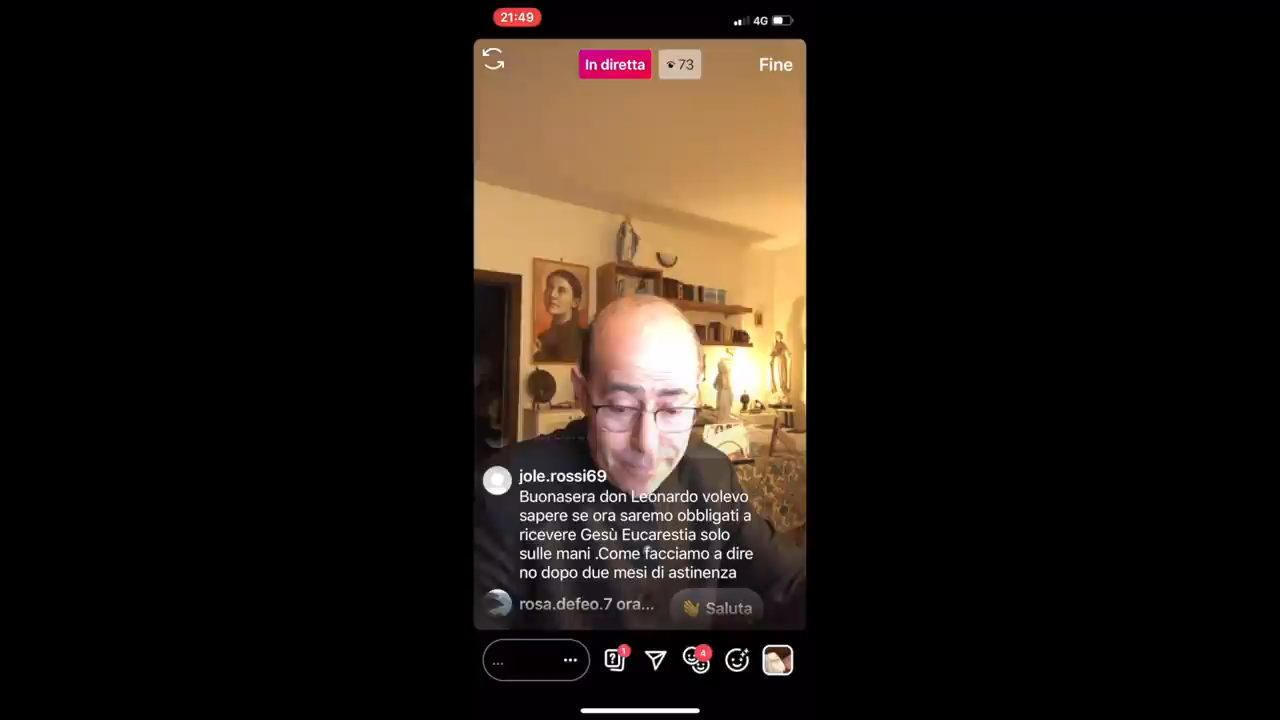 21:49
4G
In diretta
73
Fine
jole.rossi69
Buonasera don Leonardo volevo
sapere se ora saremo obbligati a
ricevere Gesù Eucarestia solo
sulle mani .Come facciamo a dire
no dopo due mesi di astinenza
rosa.defeo.7 ora...
👋 Saluta
...
1
4